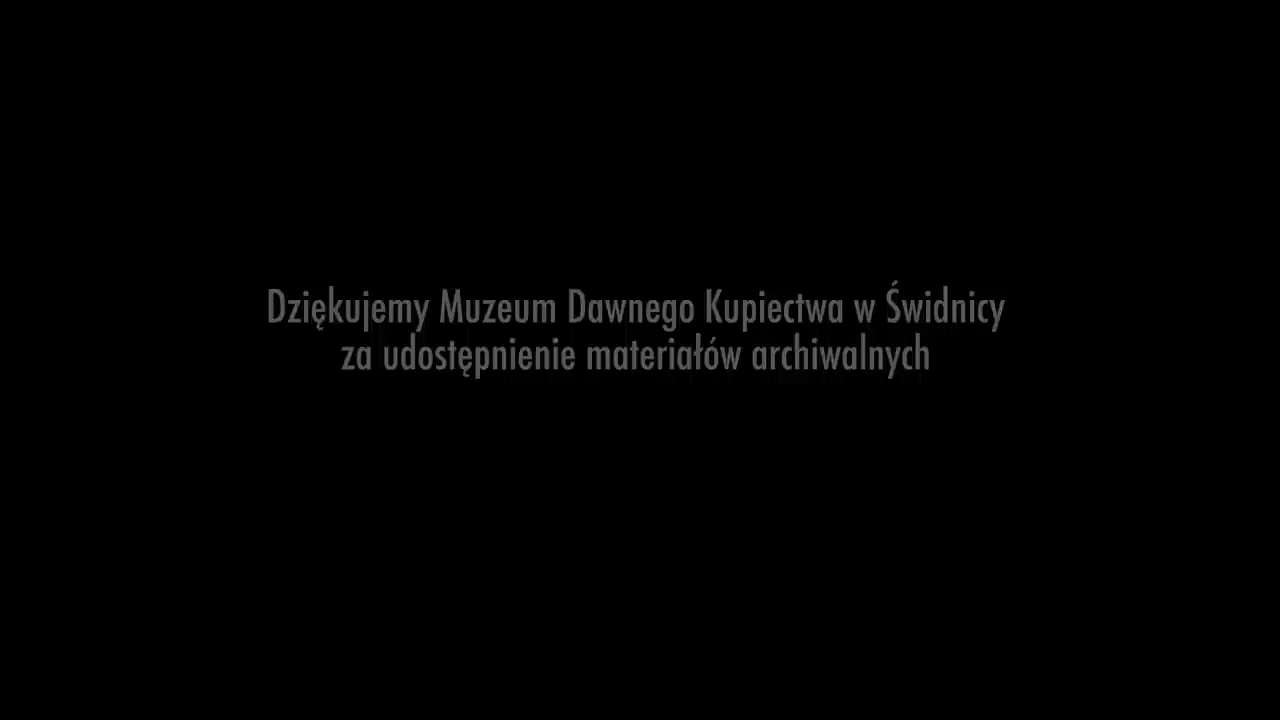 Dziękujemy Muzeum Dawnego Kupiectwa w Świdnicy
za udostępnienie materiałów archiwalnych